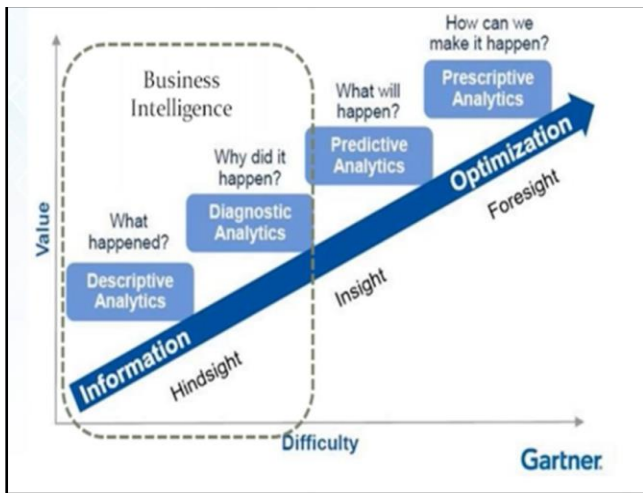 How can we
make it happen?
Prescriptive
Analytics
Business
Intelligence
What will
happen?
Predictive
Analytics
Optimization
Foresight
Why did it
happen?
Diagnostic
Analytics
What
happened?
Descriptive
Analytics
Value
Insight
Information
Hindsight
Difficulty
Gartner.